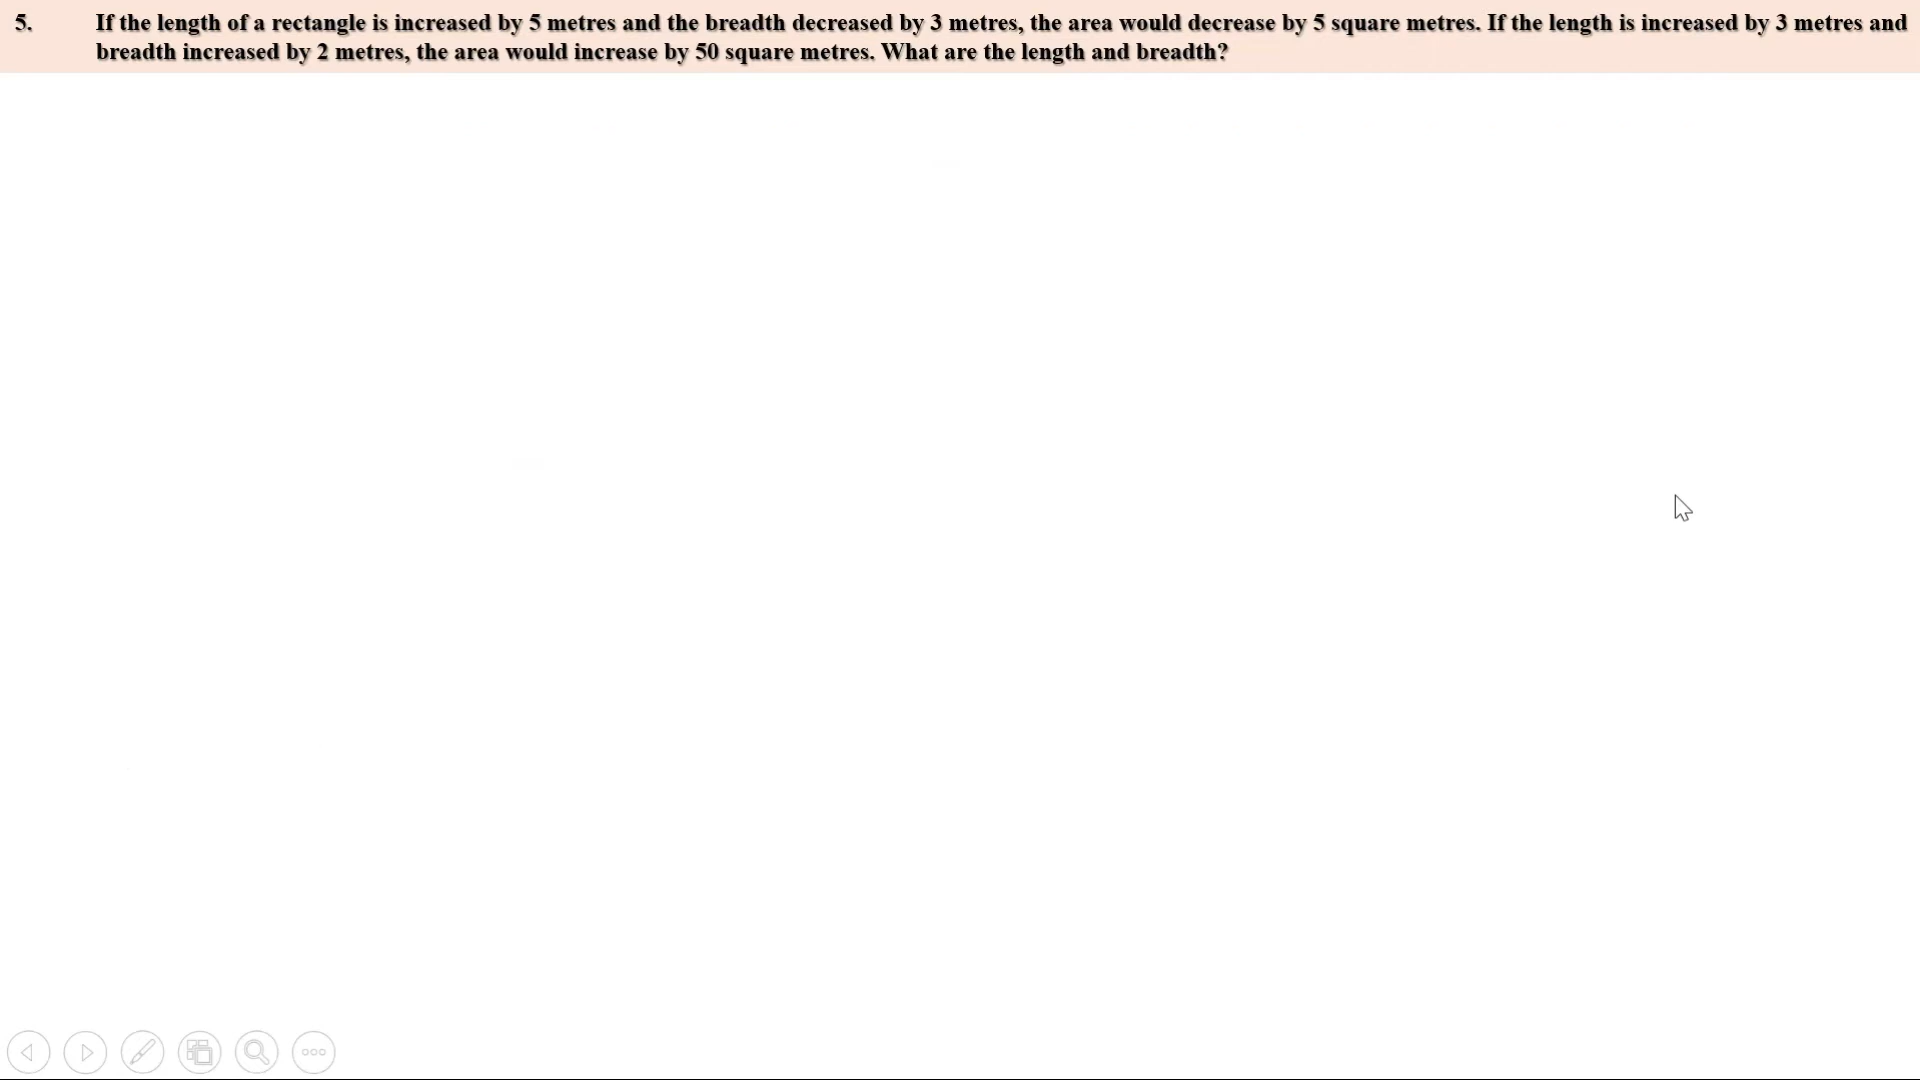 5. If the length of a rectangle is increased by 5 metres and the breadth decreased by 3 metres, the area would decrease by 5 square metres. If the length is increased by 3 metres and
breadth increased by 2 metres, the area would increase by 50 square metres. What are the length and breadth?